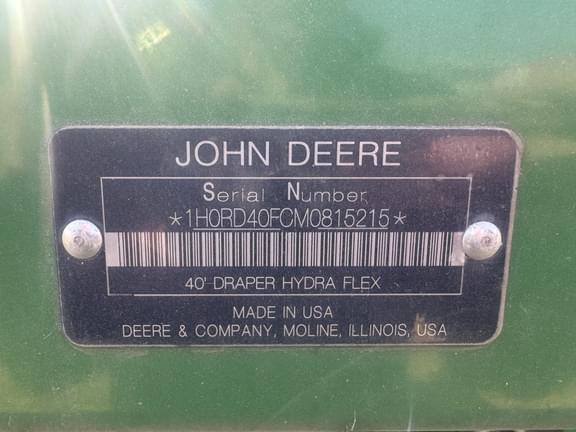 JOHN DEERE
Serial Number
*1H0RD40FCM0815215*
40' DRAPER HYDRA FLEX
MADE IN USA
DEERE & COMPANY, MOLINE, ILLINOIS, USA